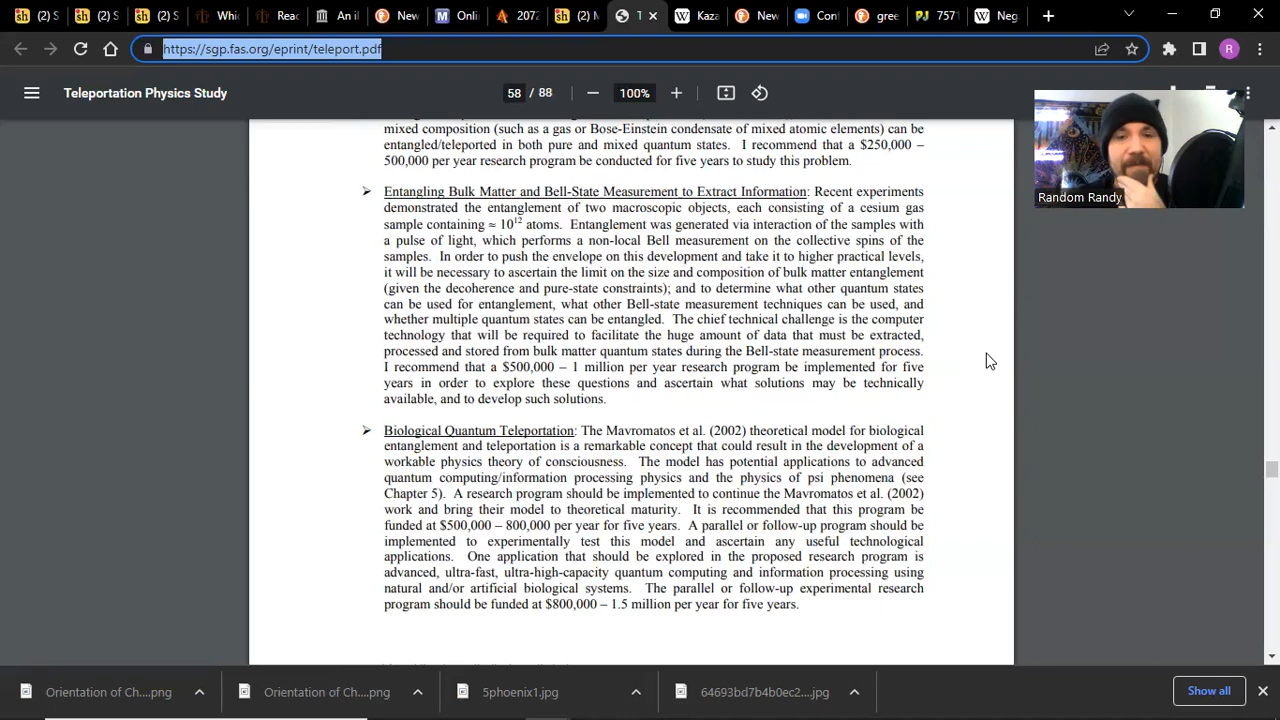 (2) S
(2) S
(2) S
Whi
Read
An il
New
Onli
2072
(2) M
T
Kaza
New
Conf
gree
7571
Neg
https://sgp.fas.org/eprint/teleport.pdf
R
Teleportation Physics Study
58 / 88
100%
mixed composition (such as a gas or Bose-Einstein condensate of mixed atomic elements) can be
entangled/teleported in both pure and mixed quantum states. I recommend that a $250,000 –
500,000 per year research program be conducted for five years to study this problem.
➢ Entangling Bulk Matter and Bell-State Measurement to Extract Information: Recent experiments
demonstrated the entanglement of two macroscopic objects, each consisting of a cesium gas
sample containing ≈ 10¹² atoms. Entanglement was generated via interaction of the samples with
a pulse of light, which performs a non-local Bell measurement on the collective spins of the
samples. In order to push the envelope on this development and take it to higher practical levels,
it will be necessary to ascertain the limit on the size and composition of bulk matter entanglement
(given the decoherence and pure-state constraints); and to determine what other quantum states
can be used for entanglement, what other Bell-state measurement techniques can be used, and
whether multiple quantum states can be entangled. The chief technical challenge is the computer
technology that will be required to facilitate the huge amount of data that must be extracted,
processed and stored from bulk matter quantum states during the Bell-state measurement process.
I recommend that a $500,000 – 1 million per year research program be implemented for five
years in order to explore these questions and ascertain what solutions may be technically
available, and to develop such solutions.
➢ Biological Quantum Teleportation: The Mavromatos et al. (2002) theoretical model for biological
entanglement and teleportation is a remarkable concept that could result in the development of a
workable physics theory of consciousness. The model has potential applications to advanced
quantum computing/information processing physics and the physics of psi phenomena (see
Chapter 5). A research program should be implemented to continue the Mavromatos et al. (2002)
work and bring their model to theoretical maturity. It is recommended that this program be
funded at $500,000 – 800,000 per year for five years. A parallel or follow-up program should be
implemented to experimentally test this model and ascertain any useful technological
applications. One application that should be explored in the proposed research program is
advanced, ultra-fast, ultra-high-capacity quantum computing and information processing using
natural and/or artificial biological systems. The parallel or follow-up experimental research
program should be funded at $800,000 – 1.5 million per year for five years.
Random Randy
Orientation of Ch....png
Orientation of Ch....png
5phoenix1.jpg
64693bd7b4b0ec2....jpg
Show all